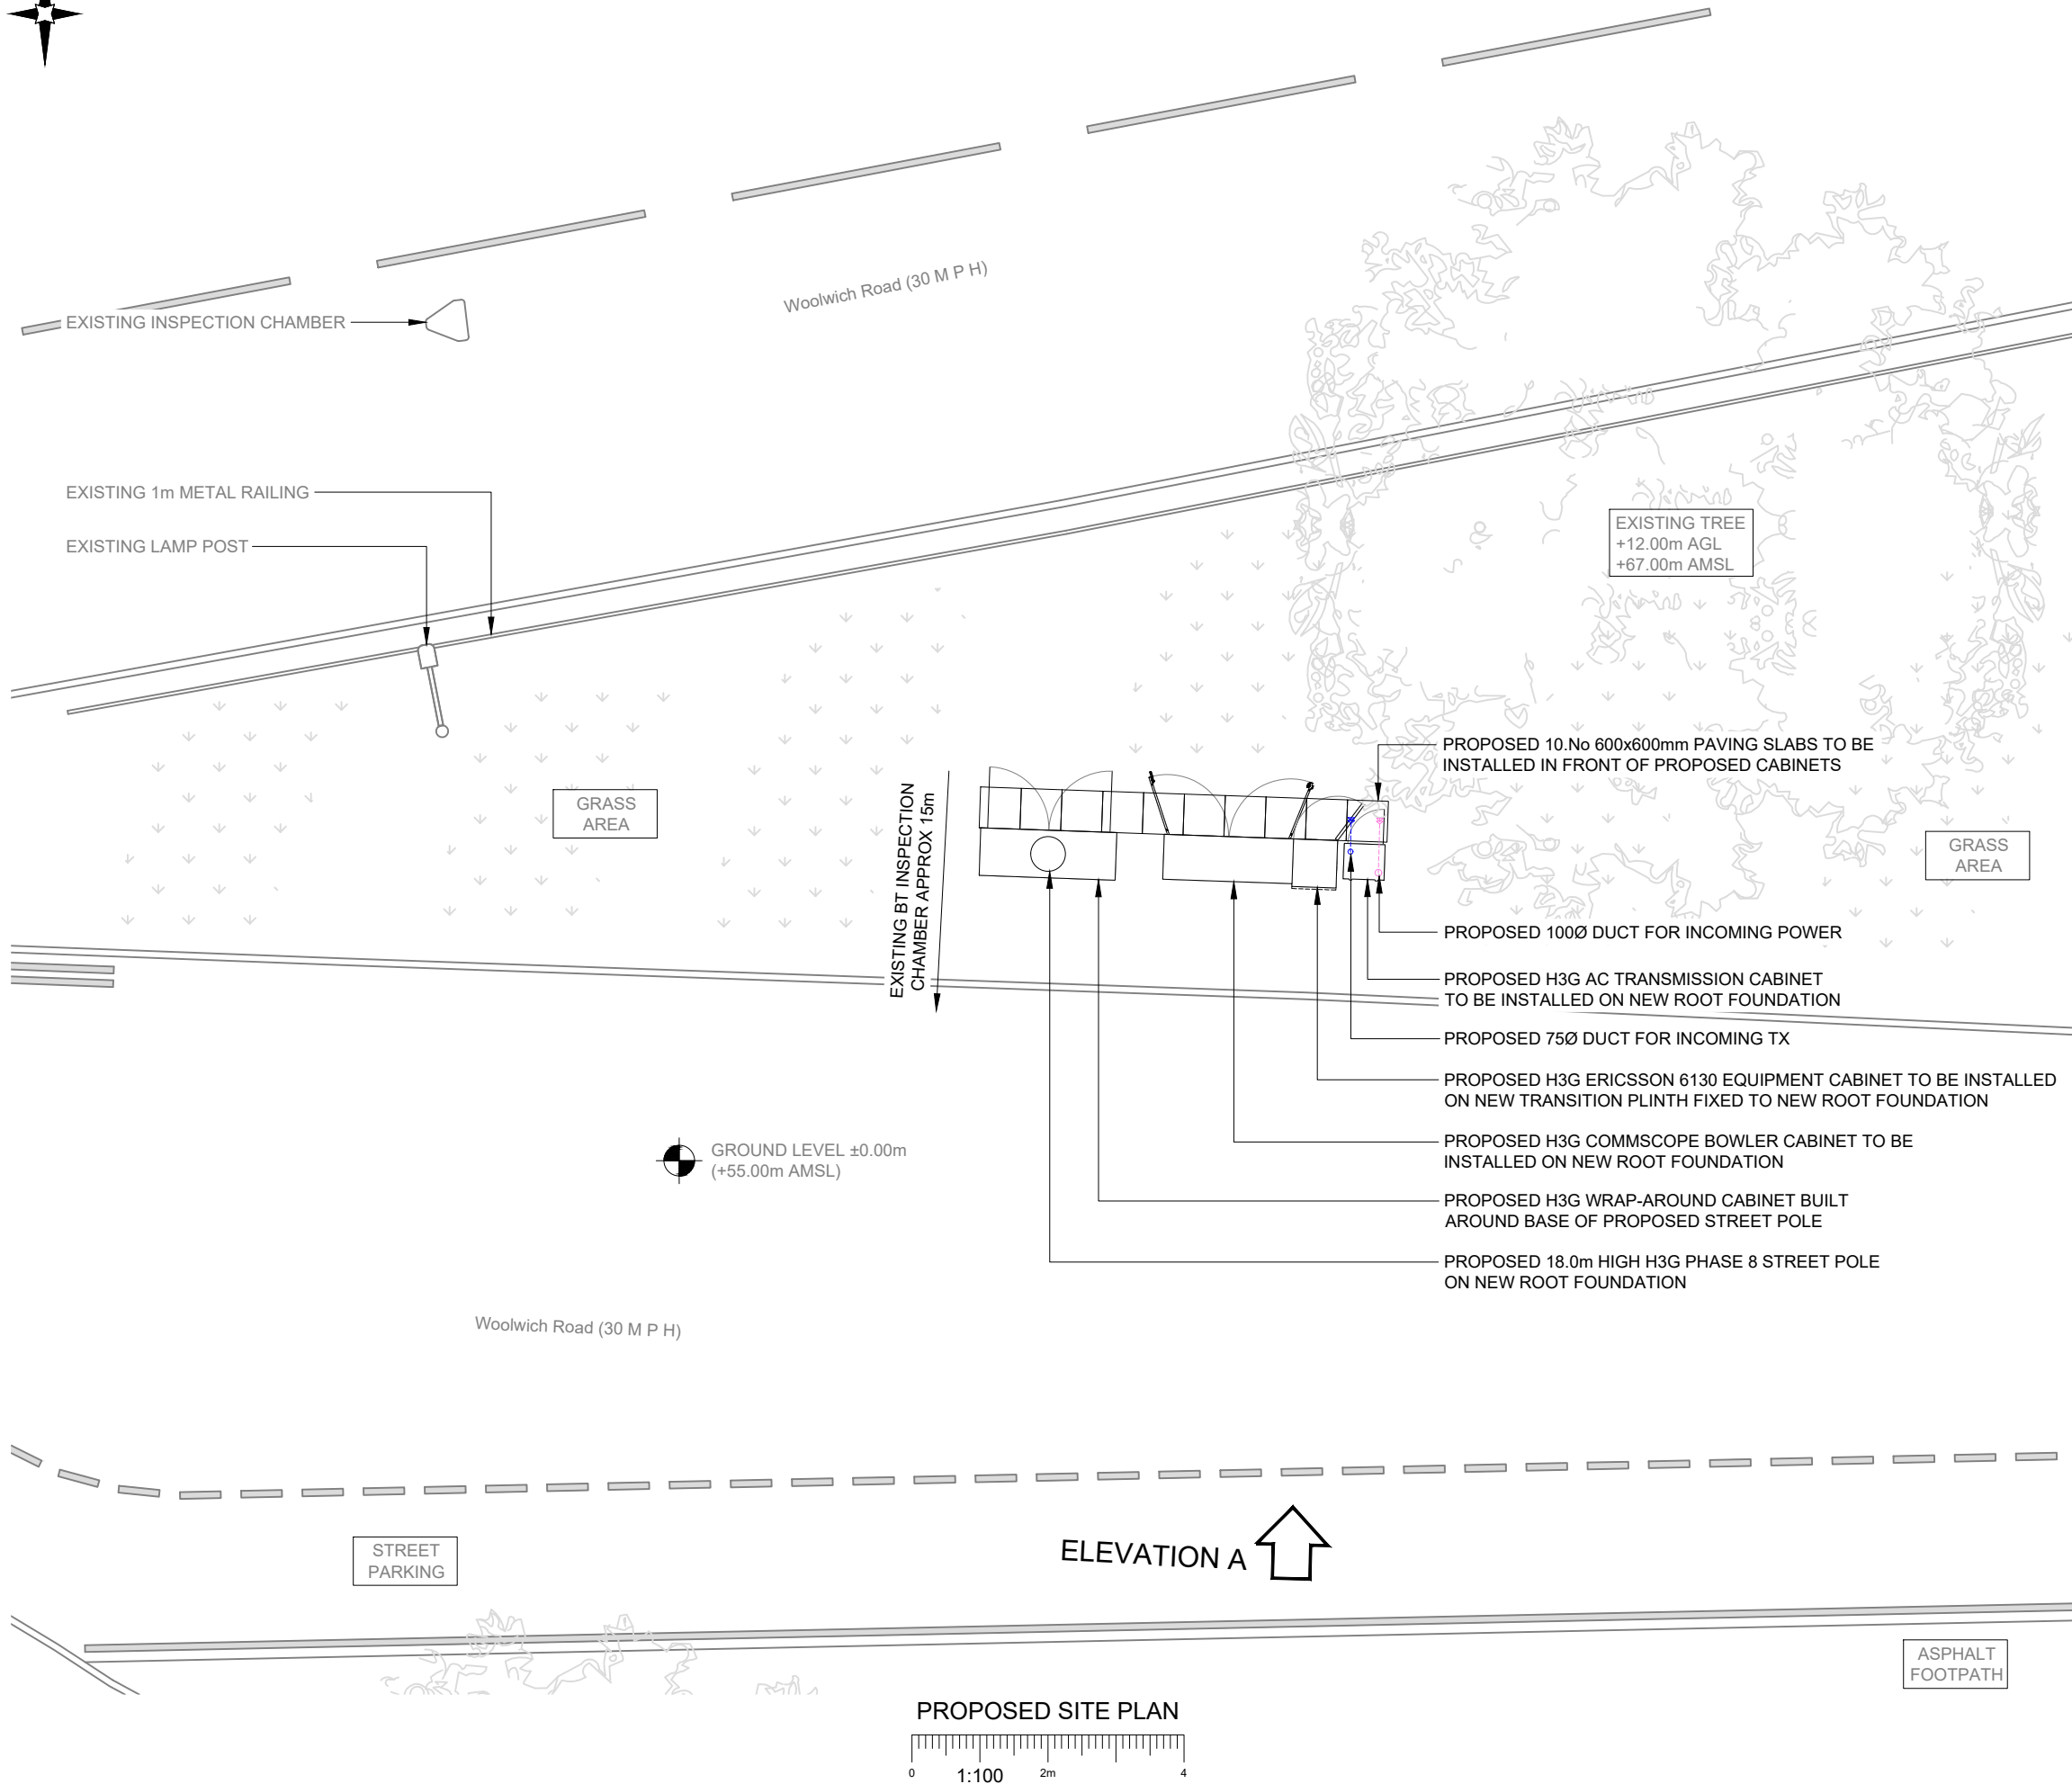 Woolwich Road (30 M P H)
EXISTING INSPECTION CHAMBER
EXISTING 1m METAL RAILING
EXISTING LAMP POST
EXISTING TREE
+12.00m AGL
+67.00m AMSL
PROPOSED 10.No 600x600mm PAVING SLABS TO BE
INSTALLED IN FRONT OF PROPOSED CABINETS
GRASS
AREA
EXISTING BT INSPECTION
CHAMBER APPROX 15m
GRASS
AREA
PROPOSED 100Ø DUCT FOR INCOMING POWER
PROPOSED H3G AC TRANSMISSION CABINET
TO BE INSTALLED ON NEW ROOT FOUNDATION
PROPOSED 75Ø DUCT FOR INCOMING TX
PROPOSED H3G ERICSSON 6130 EQUIPMENT CABINET TO BE INSTALLED
ON NEW TRANSITION PLINTH FIXED TO NEW ROOT FOUNDATION
PROPOSED H3G COMMSCOPE BOWLER CABINET TO BE
INSTALLED ON NEW ROOT FOUNDATION
GROUND LEVEL ±0.00m
(+55.00m AMSL)
PROPOSED H3G WRAP-AROUND CABINET BUILT
AROUND BASE OF PROPOSED STREET POLE
PROPOSED 18.0m HIGH H3G PHASE 8 STREET POLE
ON NEW ROOT FOUNDATION
Woolwich Road (30 M P H)
STREET
PARKING
ELEVATION A
ASPHALT
FOOTPATH
PROPOSED SITE PLAN
0 1:100 2m 4